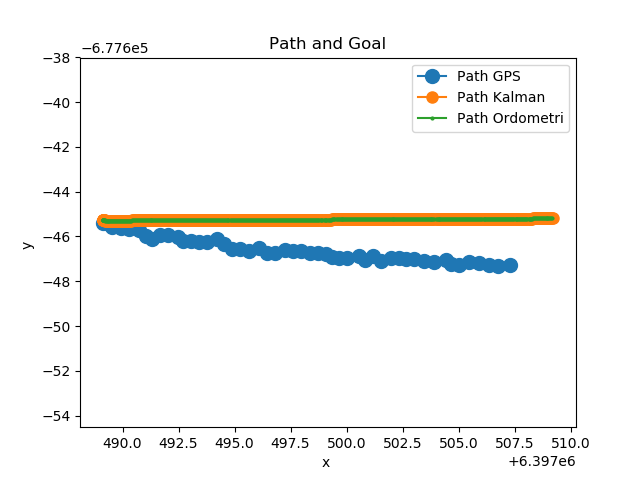 Path and Goal
−6.776e5
−38
−40
−42
−44
−46
−48
−50
−52
−54
y
Path GPS
Path Kalman
Path Ordometri
490.0 492.5 495.0 497.5 500.0 502.5 505.0 507.5 510.0
x
+6.397e6